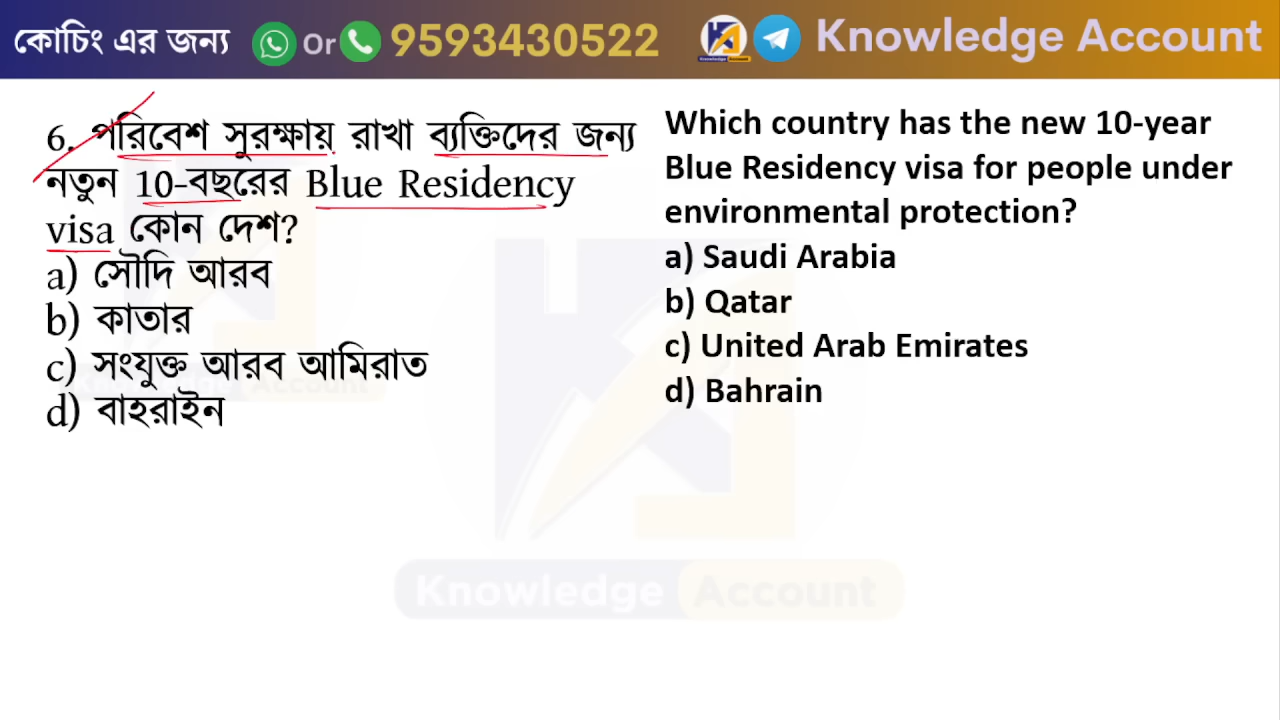 কোচিং এর জন্য Or 9593430522 Knowledge Account
6. পরিবেশ সুরক্ষায় রাখা ব্যক্তিদের জন্য
নতুন 10-বছরের Blue Residency
visa কোন দেশ?
a) সৌদি আরব
b) কাতার
c) সংযুক্ত আরব আমিরাত
d) বাহরাইন
Which country has the new 10-year
Blue Residency visa for people under
environmental protection?
a) Saudi Arabia
b) Qatar
c) United Arab Emirates
d) Bahrain
Knowledge Account